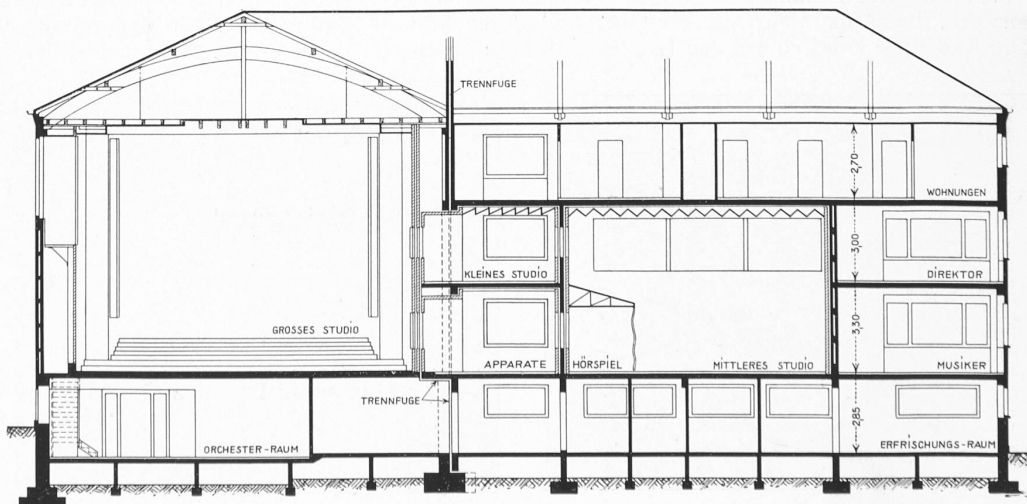 TRENNFUGE
2,70
WOHNUNGEN
3,00
KLEINES STUDIO
DIREKTOR
GROSSES STUDIO
3,30
APPARATE
HÖRSPIEL
MITTLERES STUDIO
MUSIKER
TRENNFUGE
2,85
ORCHESTER-RAUM
ERFRISCHUNGS-RAUM